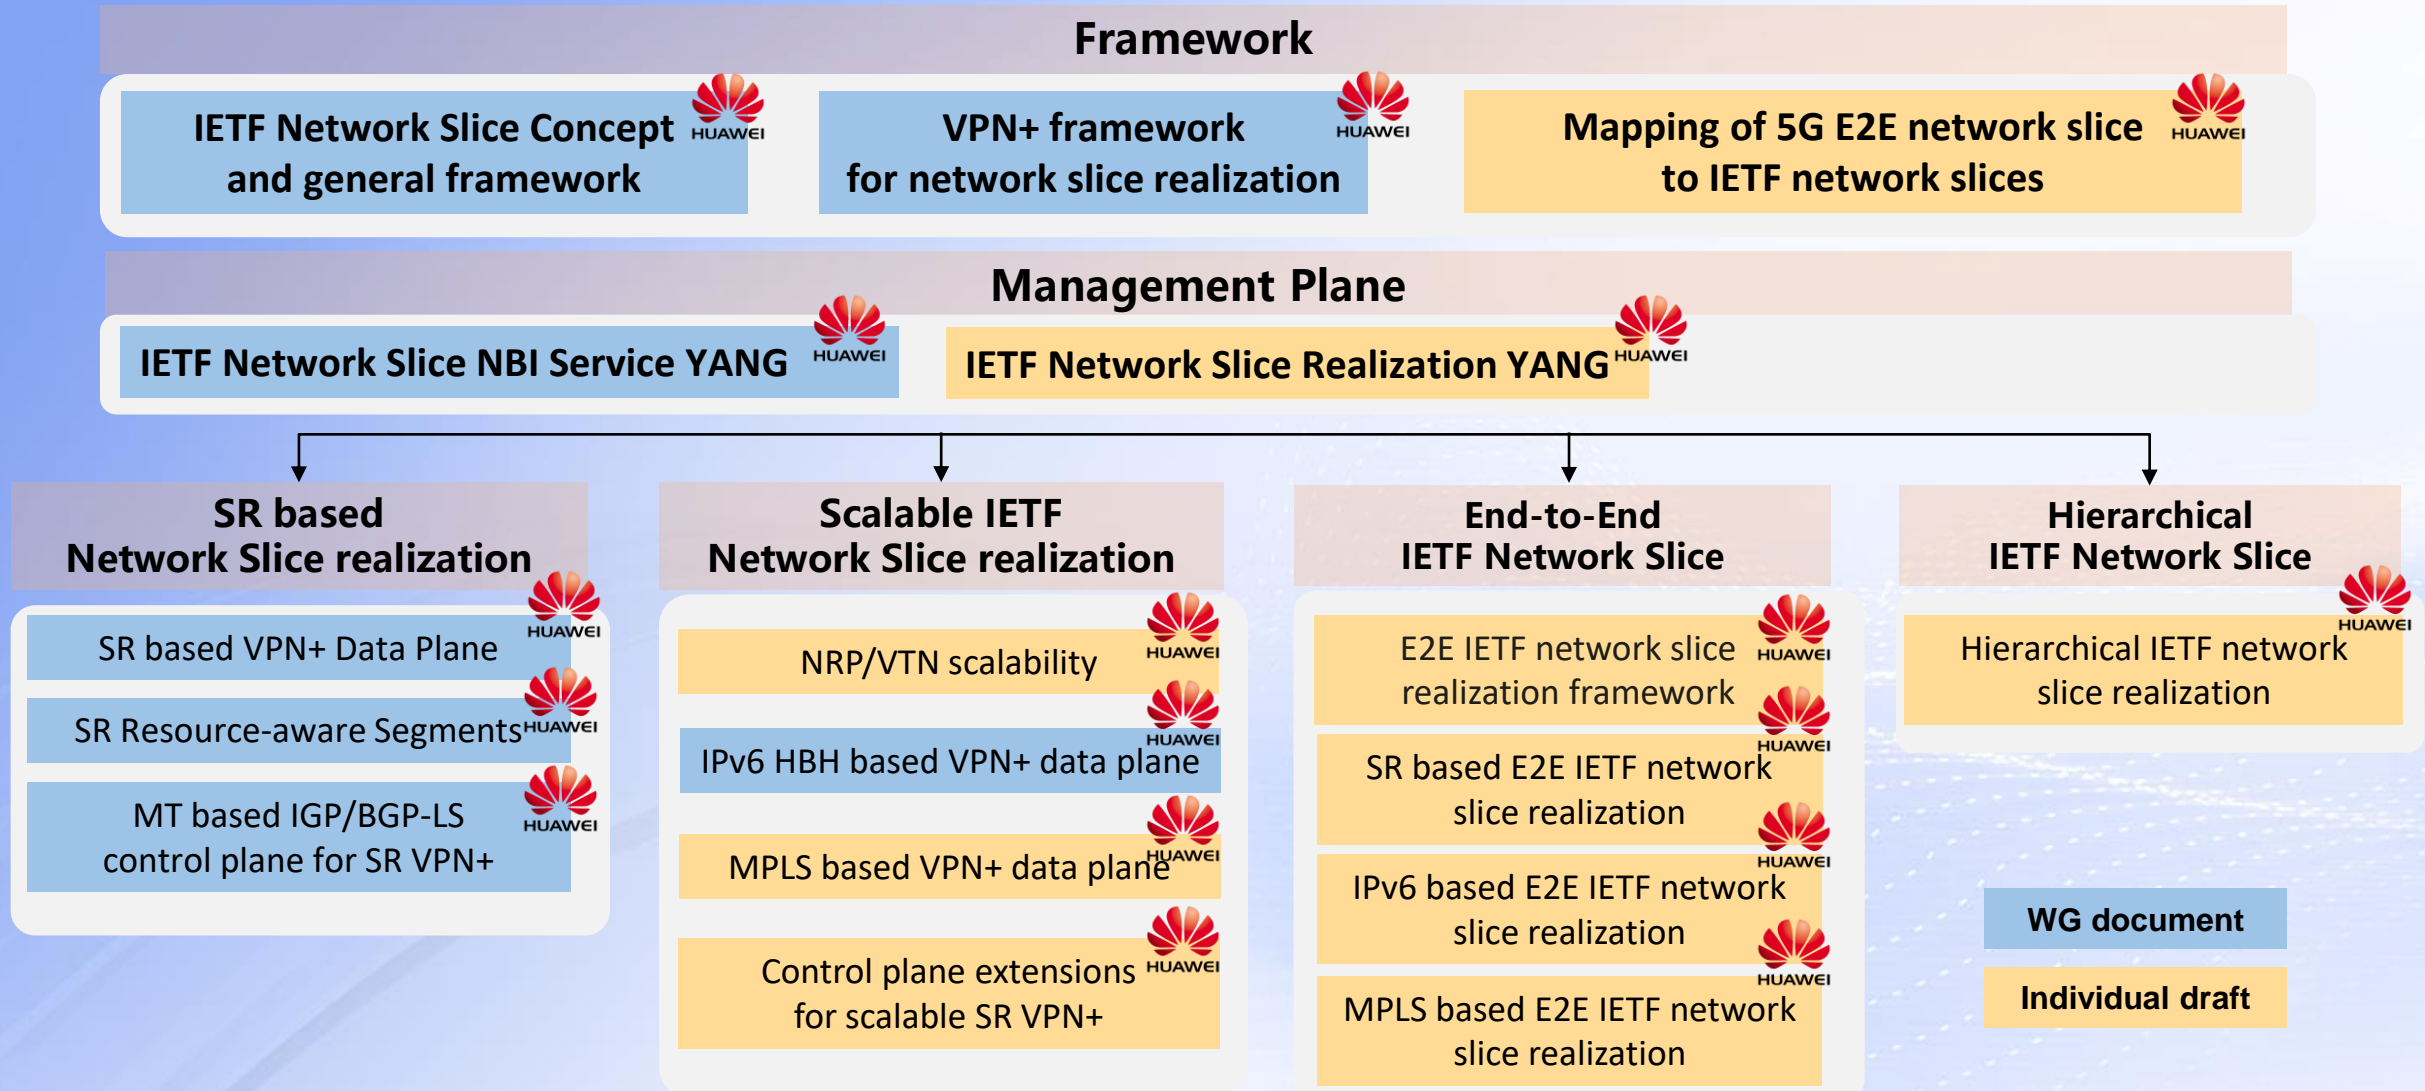 Framework
IETF Network Slice Concept
and general framework
HUAWEI
VPN+ framework
for network slice realization
HUAWEI
Mapping of 5G E2E network slice
to IETF network slices
HUAWEI
Management Plane
IETF Network Slice NBI Service YANG
HUAWEI
IETF Network Slice Realization YANG
HUAWEI
SR based
Network Slice realization
HUAWEI
SR based VPN+ Data Plane
SR Resource-aware Segments
HUAWEI
MT based IGP/BGP-LS
control plane for SR VPN+
HUAWEI
Scalable IETF
Network Slice realization
NRP/VTN scalability
HUAWEI
IPv6 HBH based VPN+ data plane
HUAWEI
MPLS based VPN+ data plane
HUAWEI
Control plane extensions
for scalable SR VPN+
HUAWEI
End-to-End
IETF Network Slice
E2E IETF network slice
realization framework
HUAWEI
SR based E2E IETF network
slice realization
HUAWEI
IPv6 based E2E IETF network
slice realization
HUAWEI
MPLS based E2E IETF network
slice realization
HUAWEI
Hierarchical
IETF Network Slice
HUAWEI
Hierarchical IETF network
slice realization
WG document
Individual draft